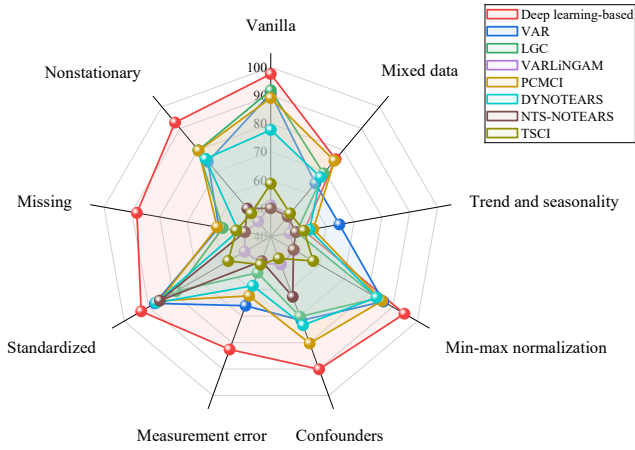 Vanilla
Mixed data
Trend and seasonality
Min-max normalization
Confounders
Measurement error
Standardized
Missing
Nonstationary
100
90
80
70
60
40
Deep learning-based
VAR
LGC
VARLiNGAM
PCMCI
DYNOTEARS
NTS-NOTEARS
TSCI